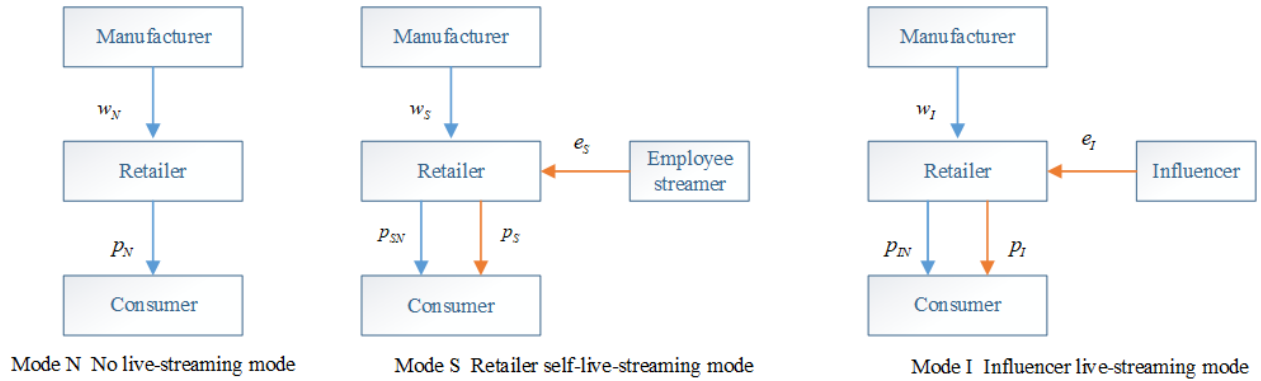 Manufacturer
w_N
Retailer
p_N
Consumer
Mode N No live-streaming mode
Manufacturer
w_S
Retailer
e_S
Employee
streamer
p_SN
p_S
Consumer
Mode S Retailer self-live-streaming mode
Manufacturer
w_I
Retailer
e_I
Influencer
p_IN
p_I
Consumer
Mode I Influencer live-streaming mode